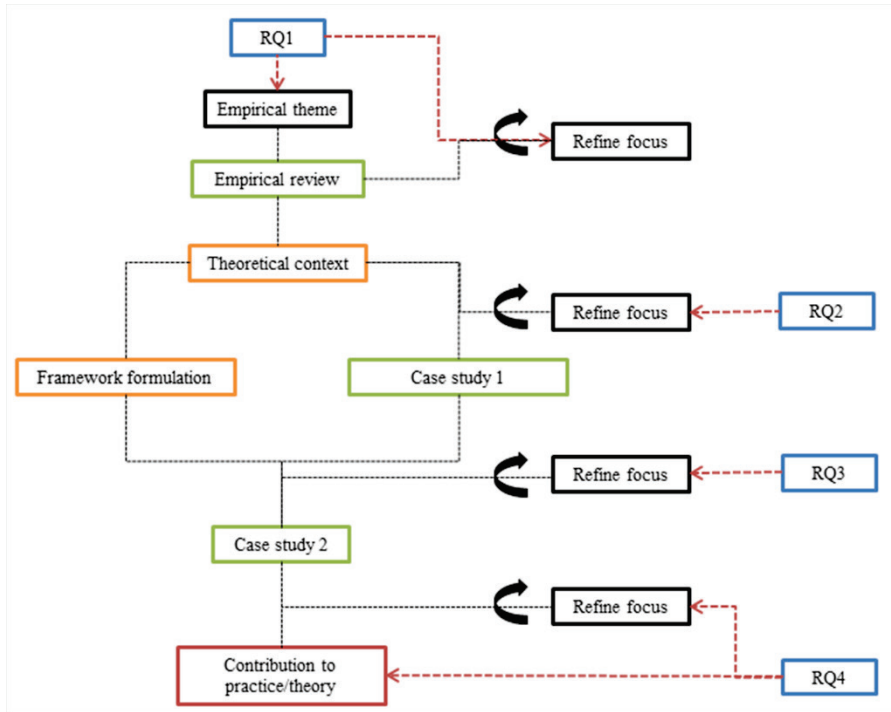 RQ1
Empirical theme
Refine focus
Empirical review
Theoretical context
Refine focus
RQ2
Framework formulation
Case study 1
Refine focus
RQ3
Case study 2
Refine focus
Contribution to
practice/theory
RQ4